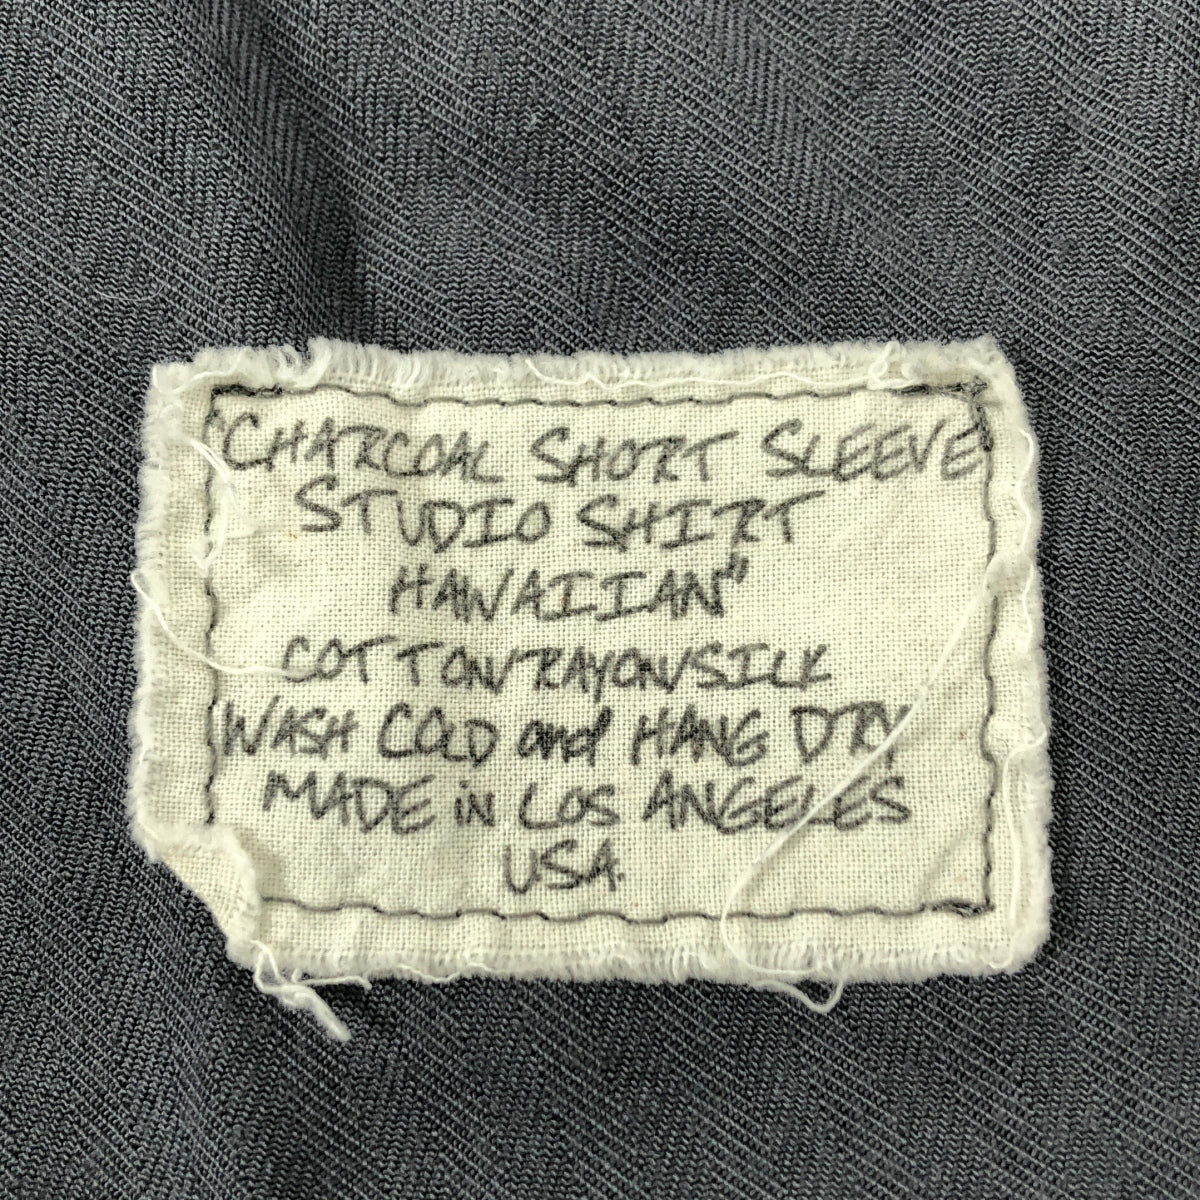 "CHARCOAL SHORT SLEEVE
STUDIO SHIRT
HAWAIIAN"
COTTON/RAYON/SILK
WASH COLD and HANG DRY
MADE iN LOS ANGELES
USA.